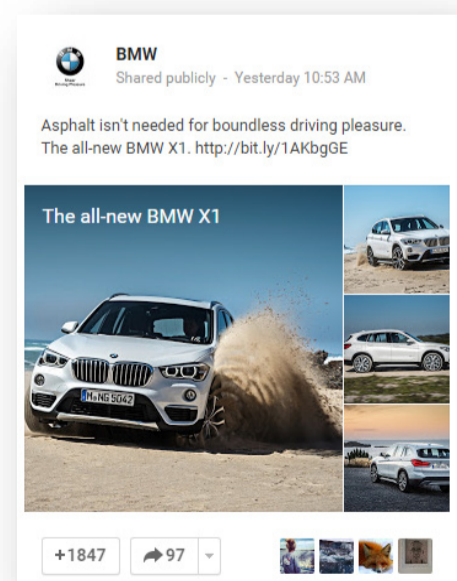 BMW
Shared publicly - Yesterday 10:53 AM
Asphalt isn't needed for boundless driving pleasure.
The all-new BMW X1. http://bit.ly/1AKbgGE
The all-new BMW X1
M NG 5042
+1847
97